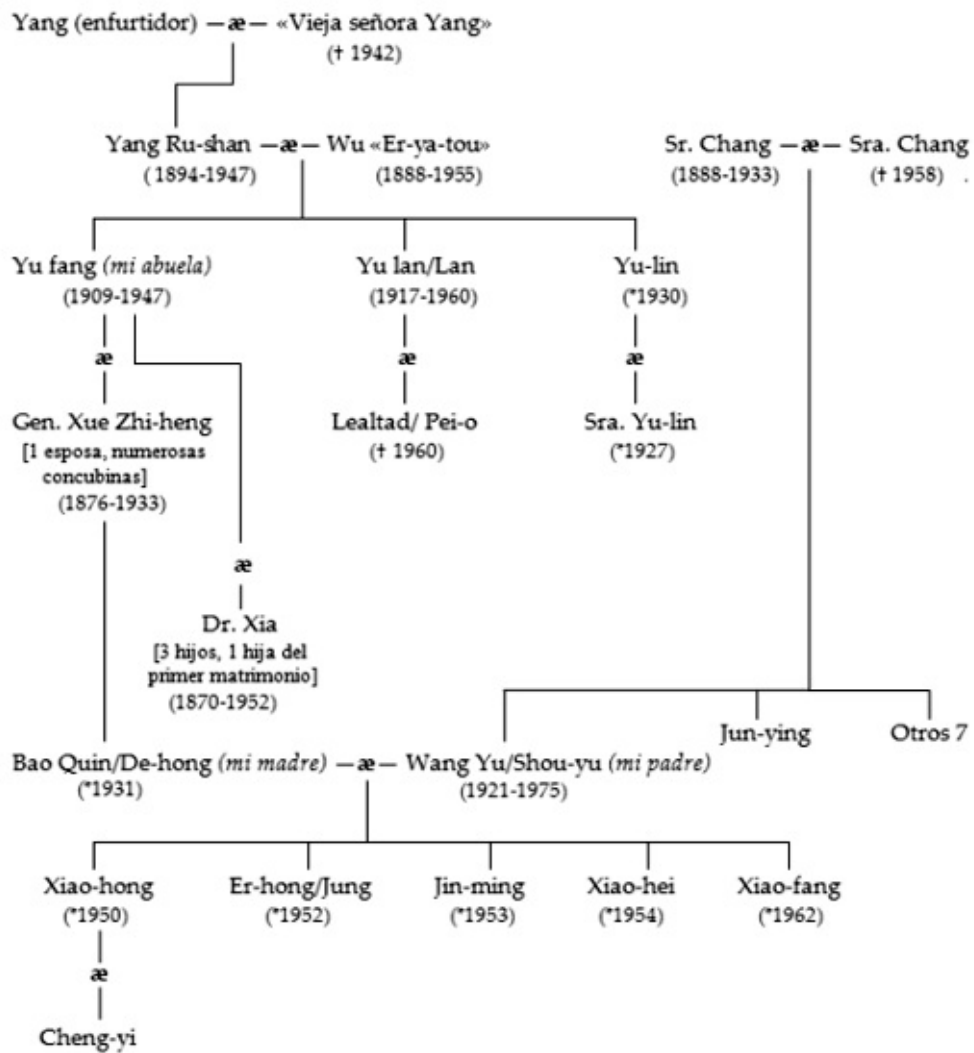 Yang (enfurtidor) —æ— «Vieja señora Yang»
(† 1942)
Yang Ru-shan —æ— Wu «Er-ya-tou»
(1894-1947) (1888-1955)
Sr. Chang —æ— Sra. Chang
(1888-1933) († 1958) .
Yu fang (mi abuela) Yu lan/Lan Yu-lin
(1909-1947) (1917-1960) (*1930)
æ æ æ
Gen. Xue Zhi-heng
[1 esposa, numerosas
concubinas]
(1876-1933)
Lealtad/ Pei-o
(† 1960)
Sra. Yu-lin
(*1927)
æ
Dr. Xia
[3 hijos, 1 hija del
primer matrimonio]
(1870-1952)
Jun-ying Otros 7
Bao Quin/De-hong (mi madre) —æ— Wang Yu/Shou-yu (mi padre)
(*1931) (1921-1975)
Xiao-hong Er-hong/Jung Jin-ming Xiao-hei Xiao-fang
(*1950) (*1952) (*1953) (*1954) (*1962)
æ
Cheng-yi